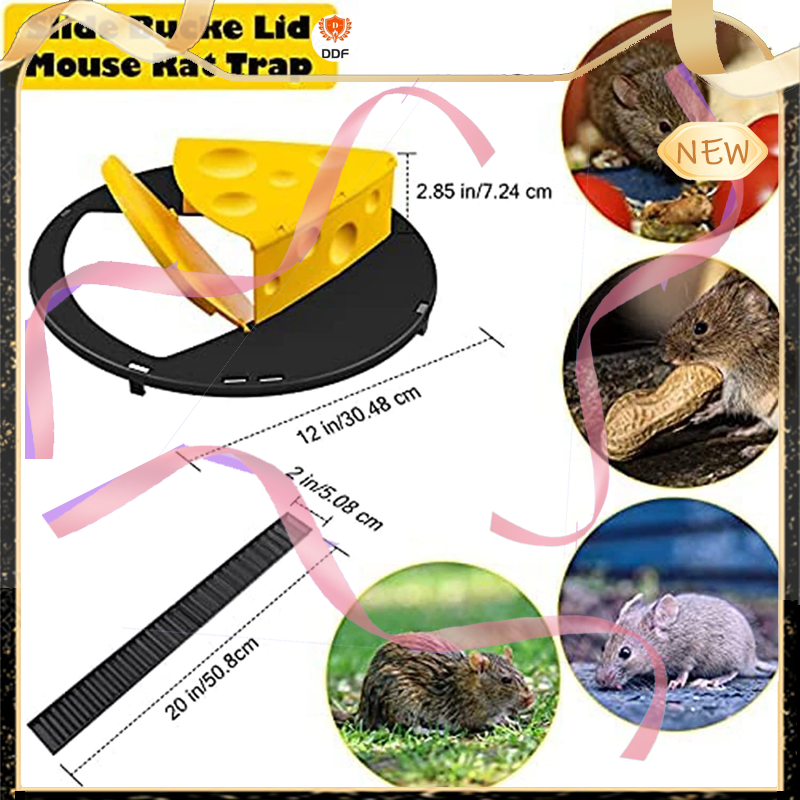 Slide Bucke Lid
Mouse Rat Trap
DDF
NEW
2.85 in/7.24 cm
12 in/30.48 cm
2 in/5.08 cm
20 in/50.8cm